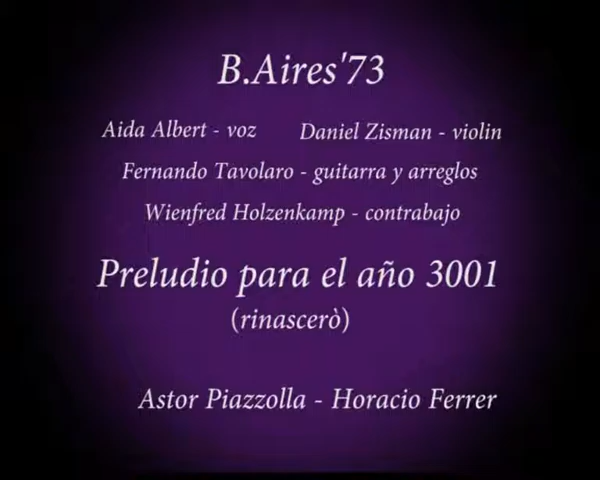 B.Aires'73
Aida Albert - voz Daniel Zisman - violin
Fernando Tavolaro - guitarra y arreglos
Wienfred Holzenkamp - contrabajo
Preludio para el año 3001
(rinascerò)
Astor Piazzolla - Horacio Ferrer